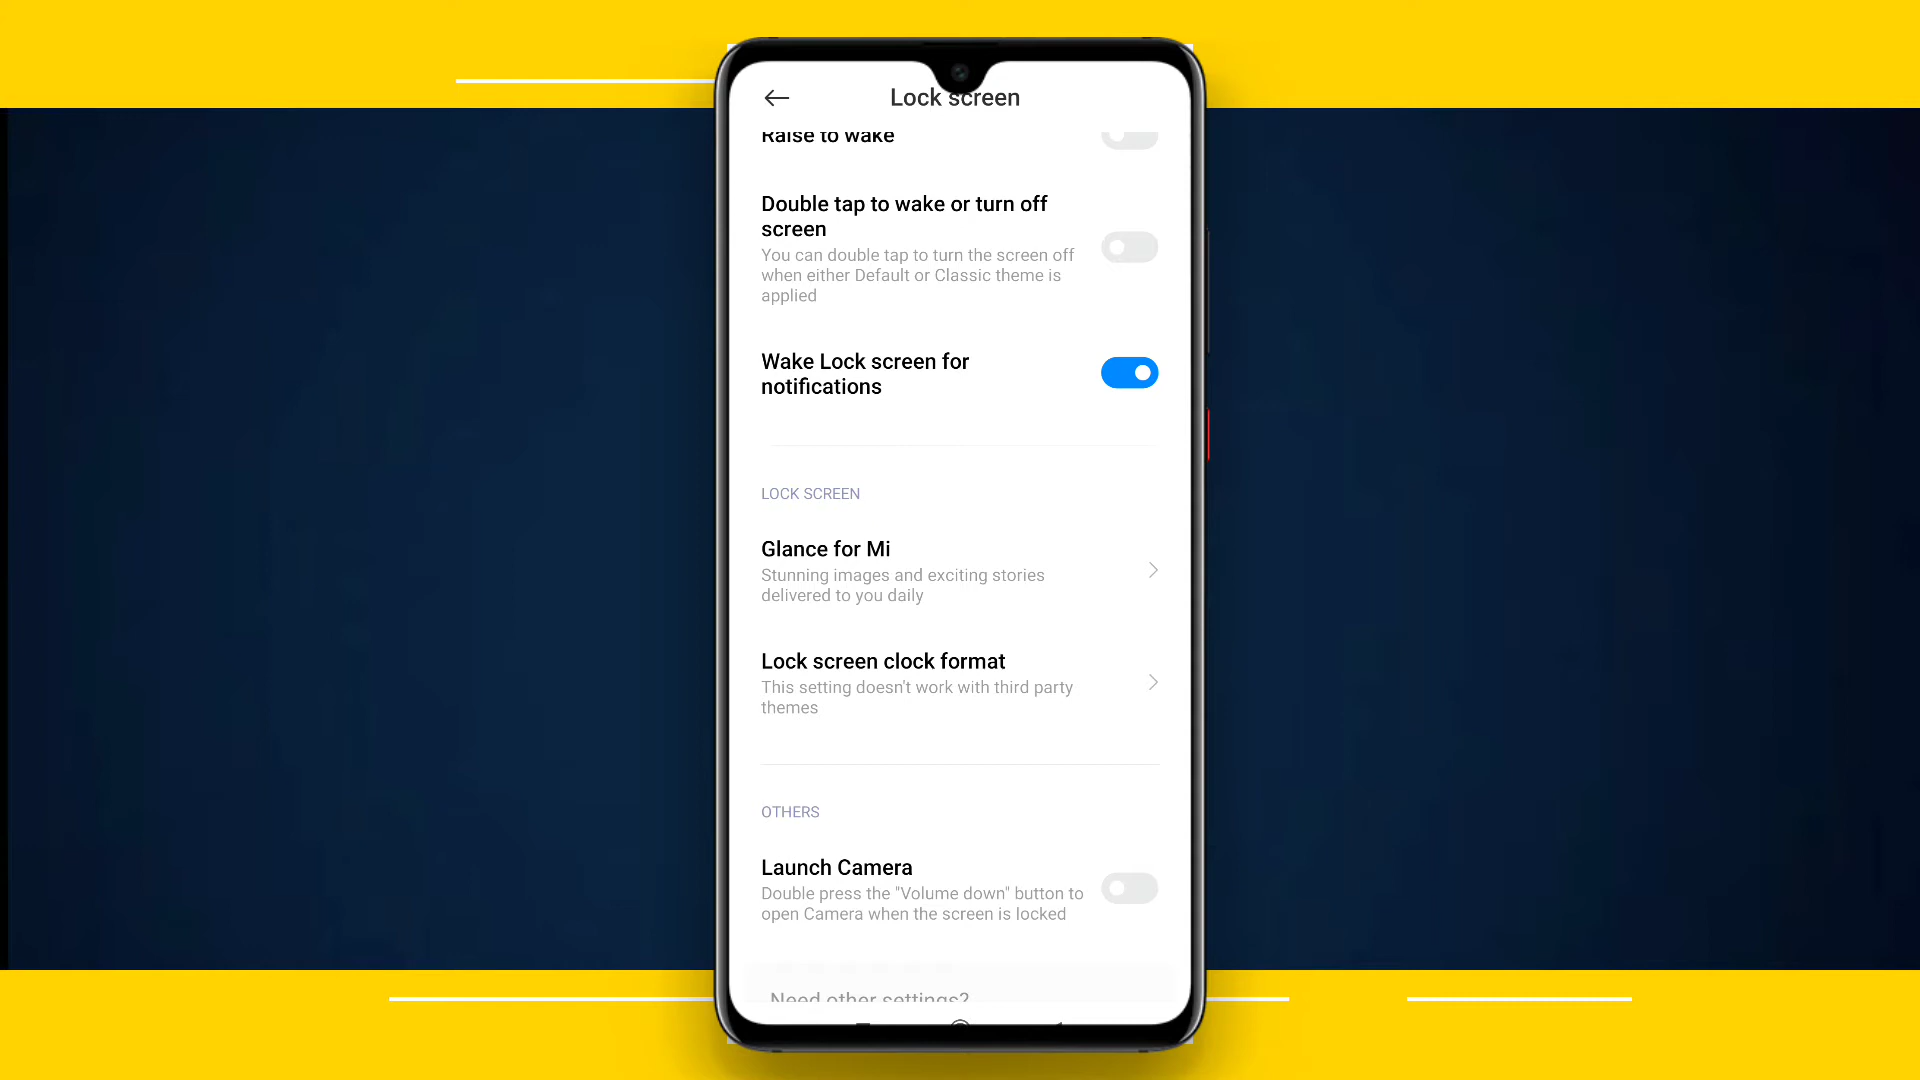 Lock screen
Raise to wake
Double tap to wake or turn off
screen
You can double tap to turn the screen off
when either Default or Classic theme is
applied
Wake Lock screen for
notifications
LOCK SCREEN
Glance for Mi
Stunning images and exciting stories
delivered to you daily
Lock screen clock format
This setting doesn't work with third party
themes
OTHERS
Launch Camera
Double press the "Volume down" button to
open Camera when the screen is locked
Need other settings?